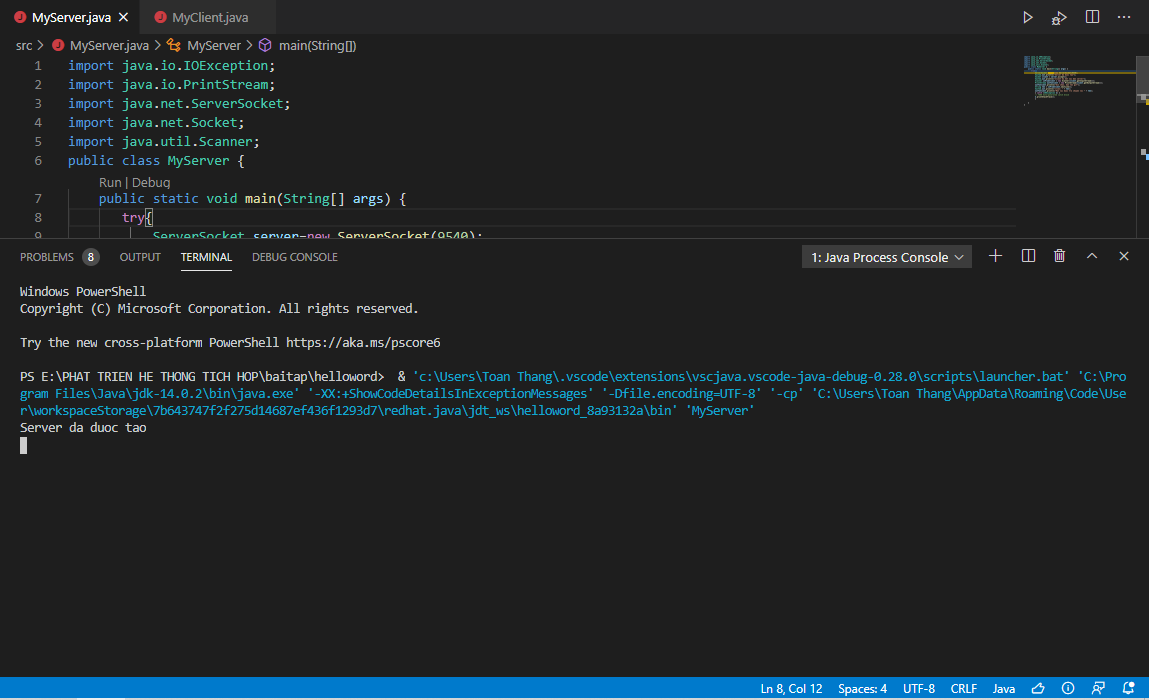 MyServer.java
MyClient.java
src > MyServer.java > MyServer > main(String[])
1 import java.io.IOException;
2 import java.io.PrintStream;
3 import java.net.ServerSocket;
4 import java.net.Socket;
5 import java.util.Scanner;
6 public class MyServer {
Run | Debug
7 public static void main(String[] args) {
8 try{
9 ServerSocket server=new ServerSocket(9540);
PROBLEMS 8 OUTPUT TERMINAL DEBUG CONSOLE 1: Java Process Console
Windows PowerShell
Copyright (C) Microsoft Corporation. All rights reserved.
Try the new cross-platform PowerShell https://aka.ms/pscore6
PS E:\PHAT TRIEN HE THONG TICH HOP\baitap\helloword>  & 'c:\Users\Toan Thang\.vscode\extensions\vscjava.vscode-java-debug-0.28.0\scripts\launcher.bat' 'C:\Pro
gram Files\Java\jdk-14.0.2\bin\java.exe' '-XX:+ShowCodeDetailsInExceptionMessages' '-Dfile.encoding=UTF-8' '-cp' 'C:\Users\Toan Thang\AppData\Roaming\Code\Use
r\workspaceStorage\7b643747f2f275d14687ef436f1293d7\redhat.java\jdt_ws\helloword_8a93132a\bin' 'MyServer'
Server da duoc tao
Ln 8, Col 12 Spaces: 4 UTF-8 CRLF Java